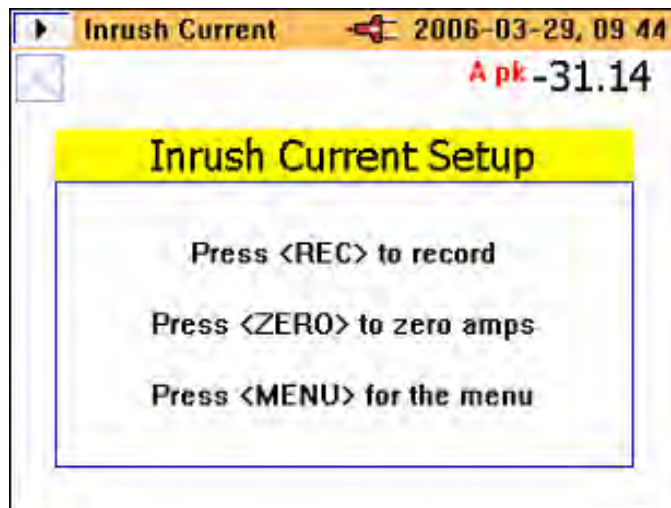 Inrush Current 2006-03-29, 09 44
A pk -31.14
Inrush Current Setup
Press <REC> to record
Press <ZERO> to zero amps
Press <MENU> for the menu